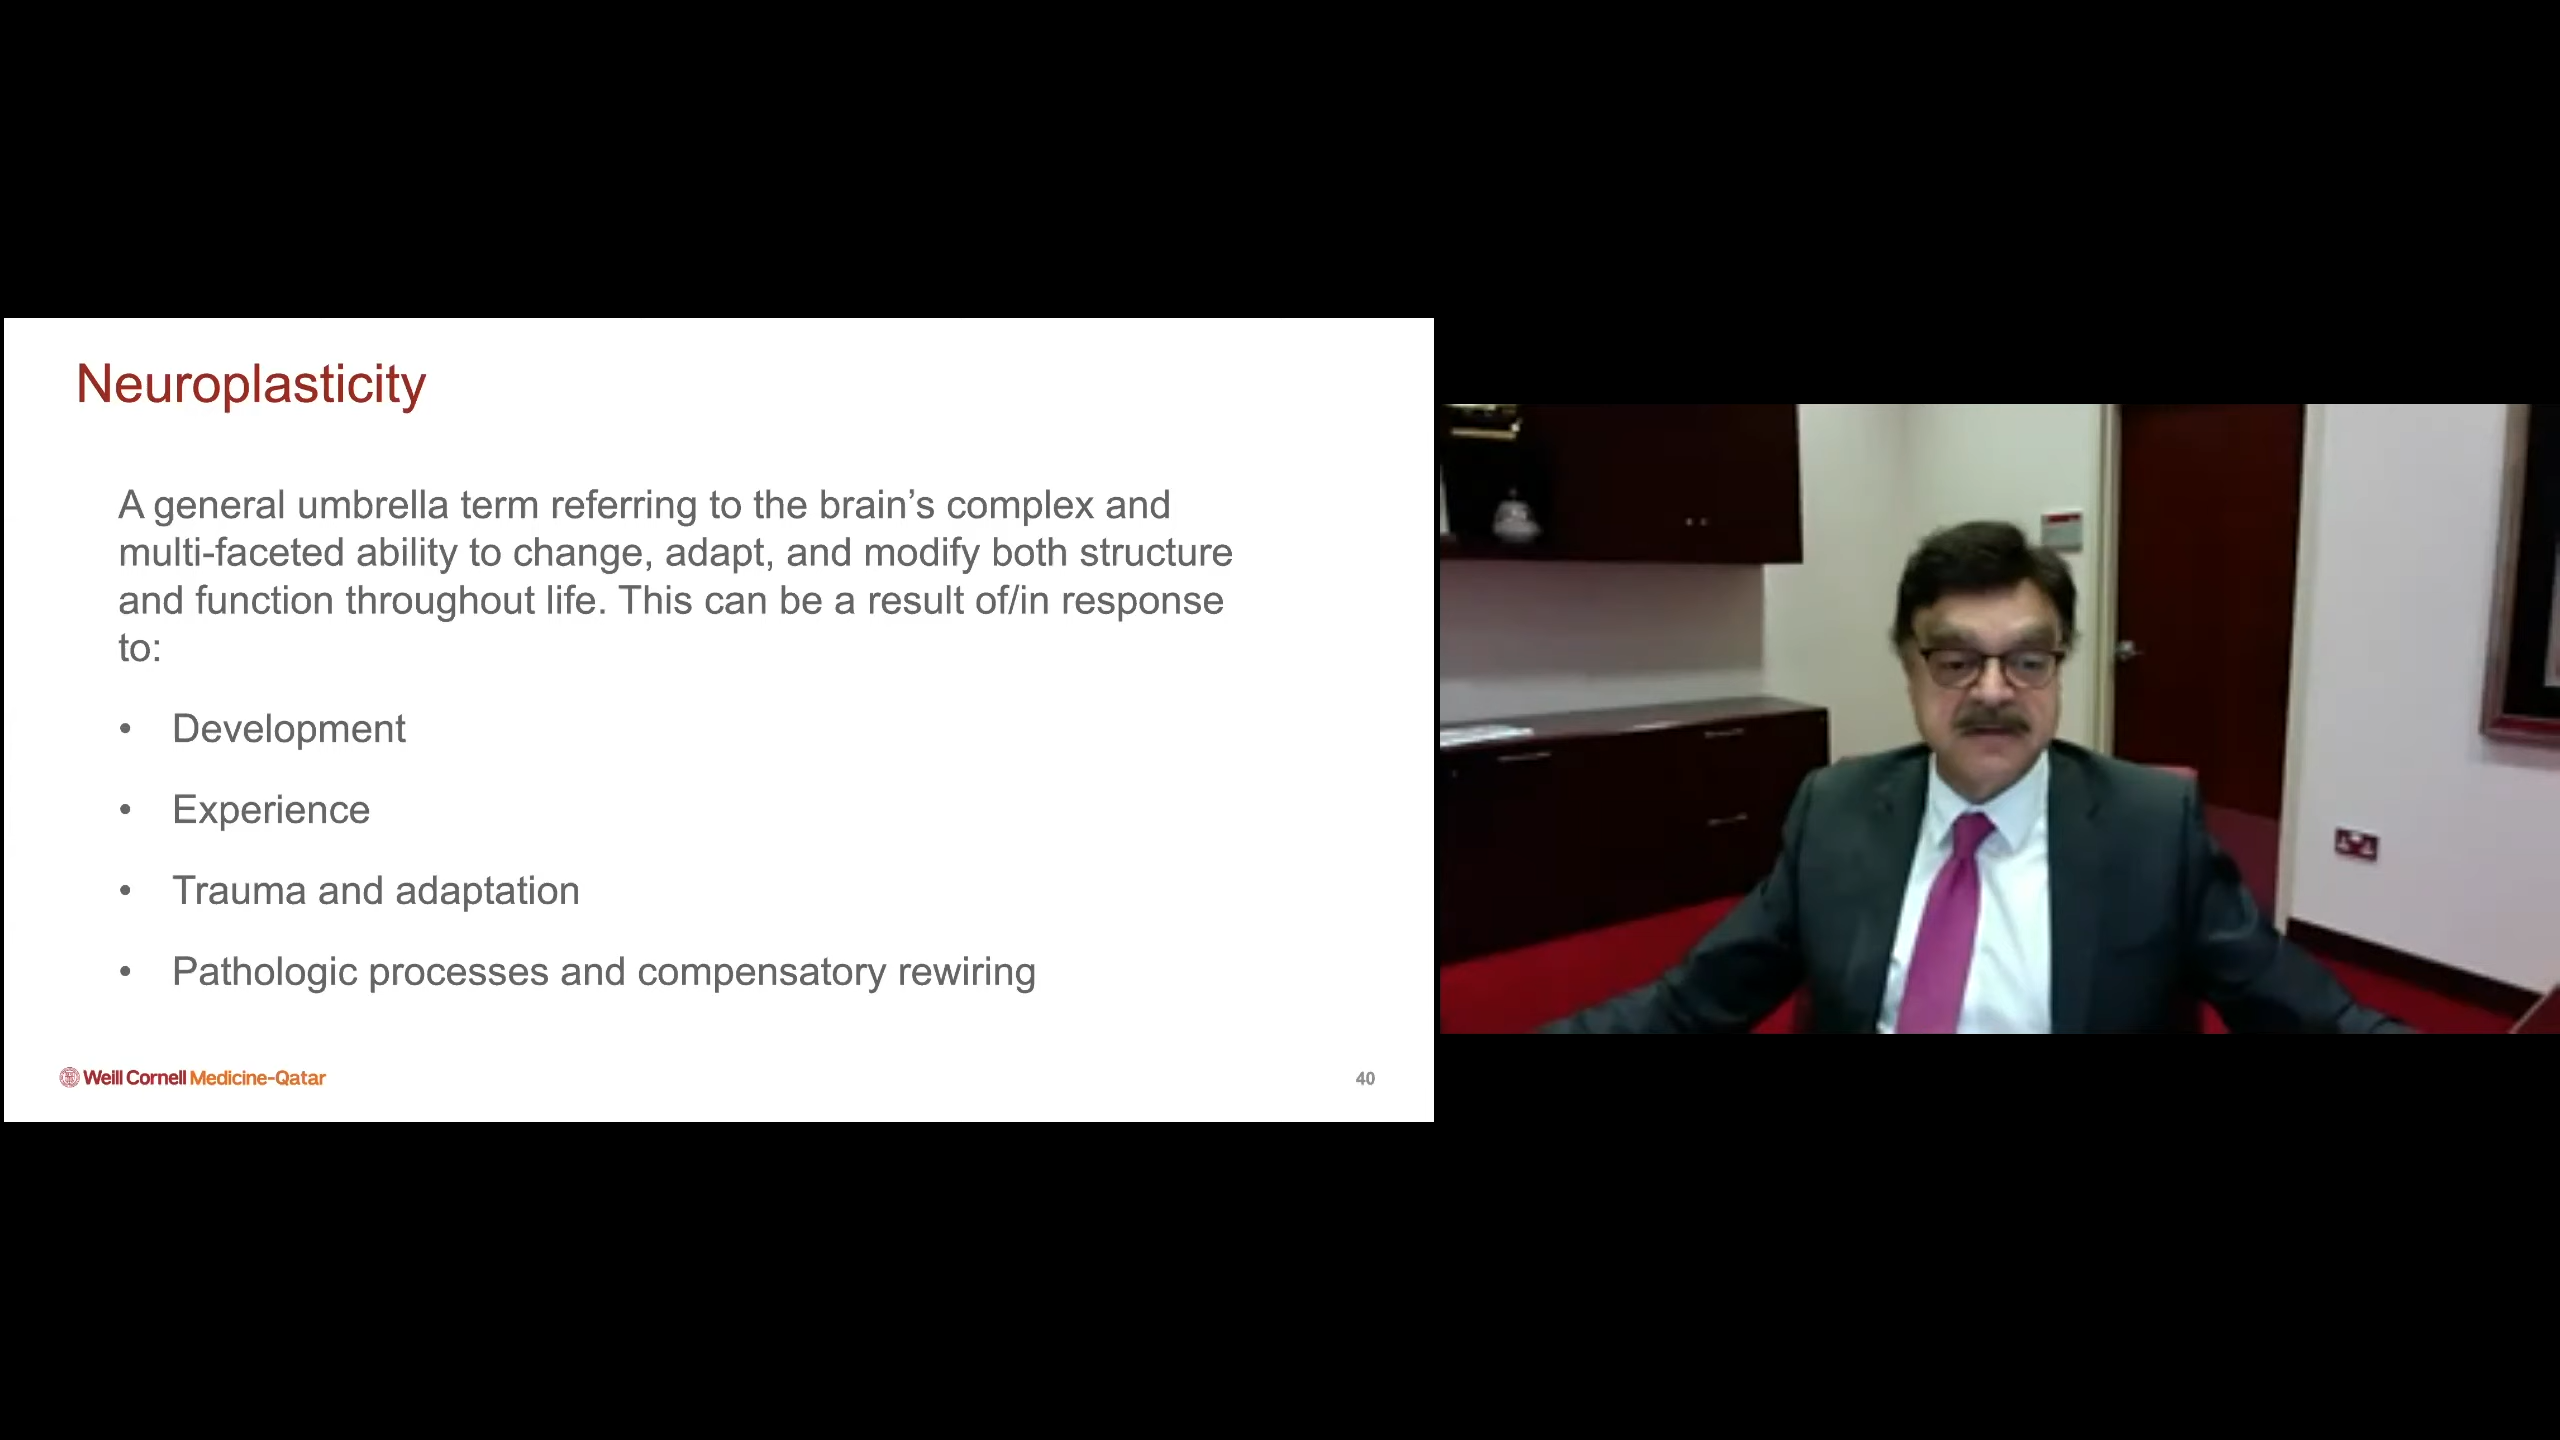 Neuroplasticity
A general umbrella term referring to the brain’s complex and
multi-faceted ability to change, adapt, and modify both structure
and function throughout life. This can be a result of/in response
to:
• Development
• Experience
• Trauma and adaptation
• Pathologic processes and compensatory rewiring
Weill Cornell Medicine-Qatar
40